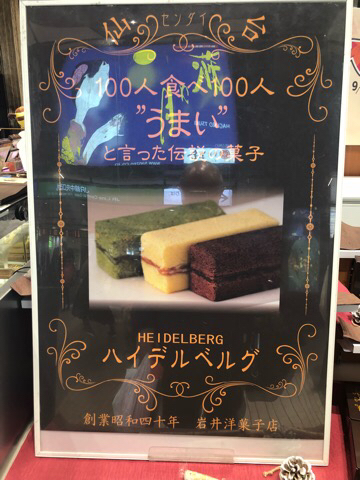 センダイ
仙台
100人食べ100人
"うまい"
と言った伝説の菓子
HEIDELBERG
ハイデルベルグ
創業昭和四十年 岩井洋菓子店